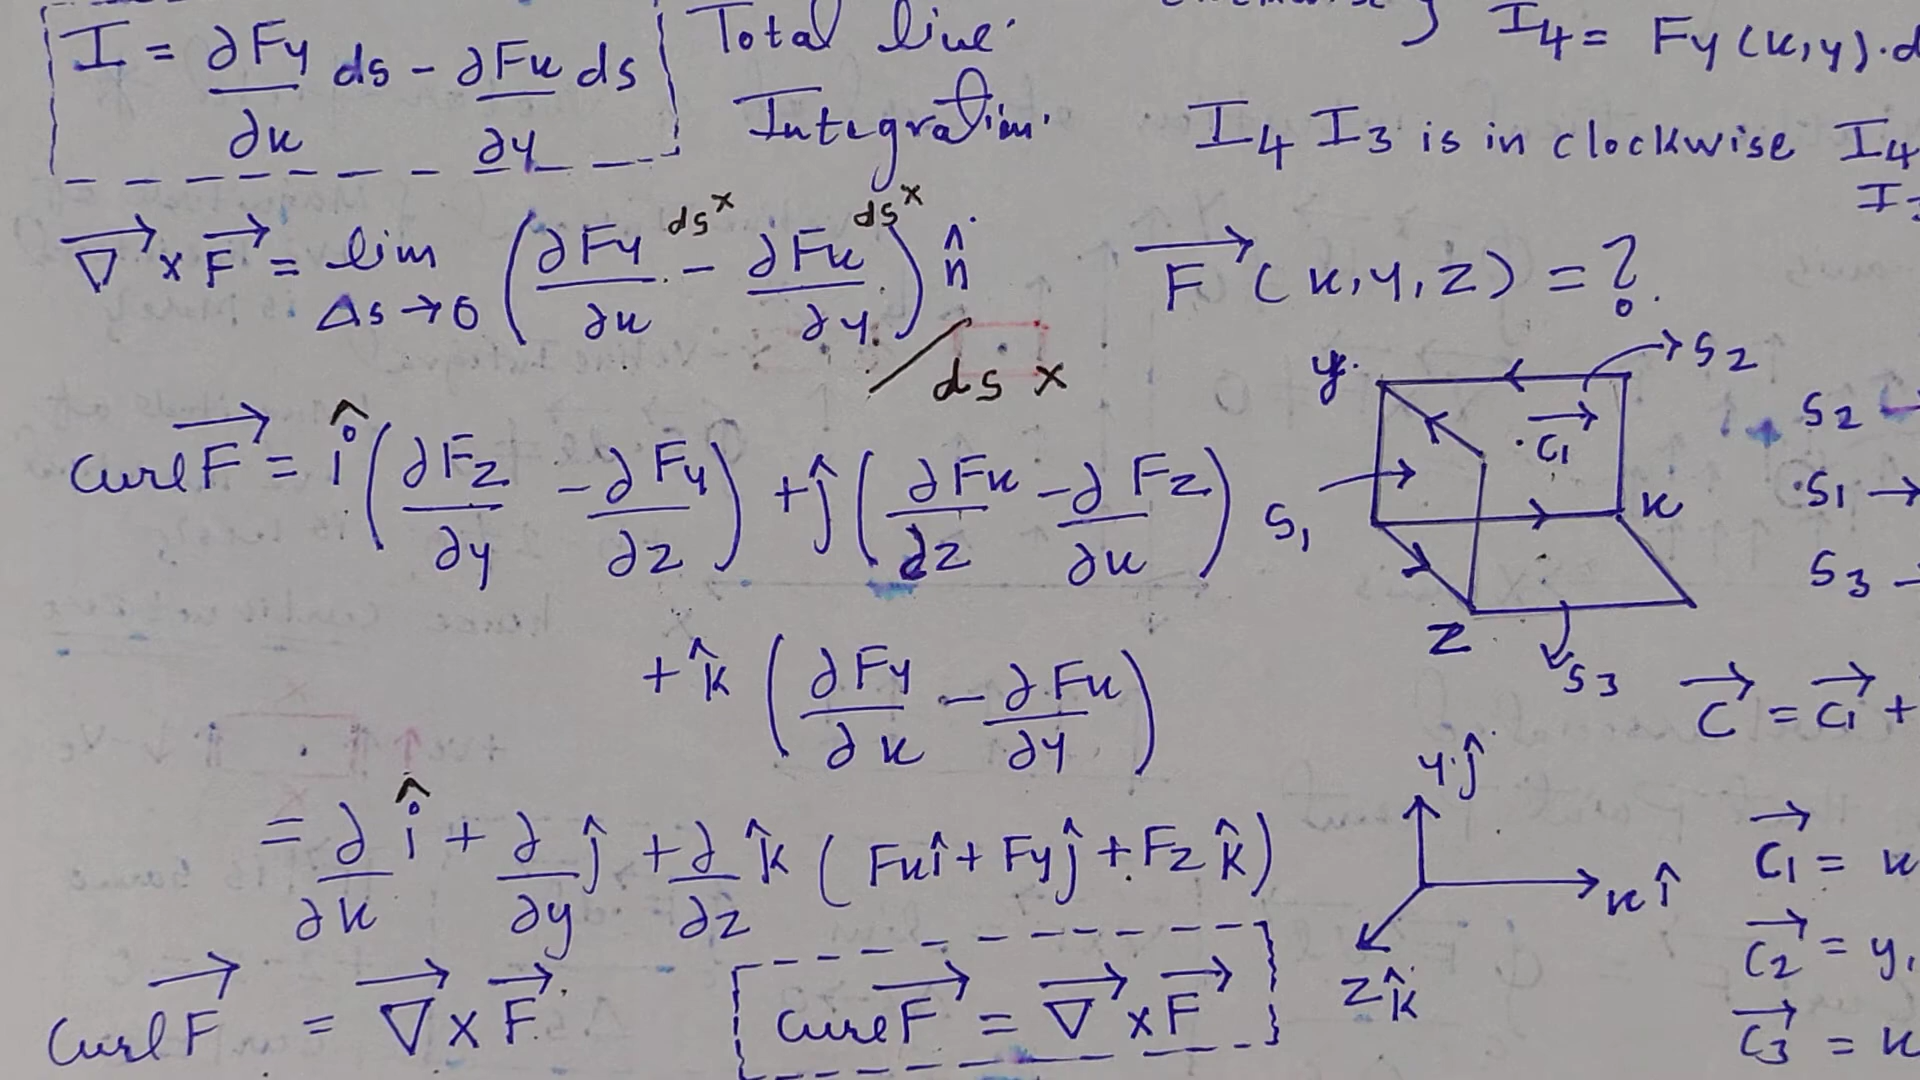 I = ∂Fy/∂x ds - ∂Fx/∂y ds
Total line
Integration.
I4 = Fy (x,y).d
I4 I3 is in clockwise I4
∇ × F = lim Δs→0 (∂Fy/∂x ds× - ∂Fx/∂y ds×) n̂
ds ×
F (x,y,z) = ?
curl F = î (∂Fz/∂y - ∂Fy/∂z) + ĵ (∂Fx/∂z - ∂Fz/∂x)
+ k̂ (∂Fy/∂x - ∂Fx/∂y)
= ∂/∂x î + ∂/∂y ĵ + ∂/∂z k̂ (Fx î + Fy ĵ + Fz k̂)
curl F = ∇ × F
curl F = ∇ × F
y
S2
C1
S1
x
z
S3
S2
S1 →
S3
C = C1 +
y ĵ
x î
z k̂
C1 = x
C2 = y,
C3 = x